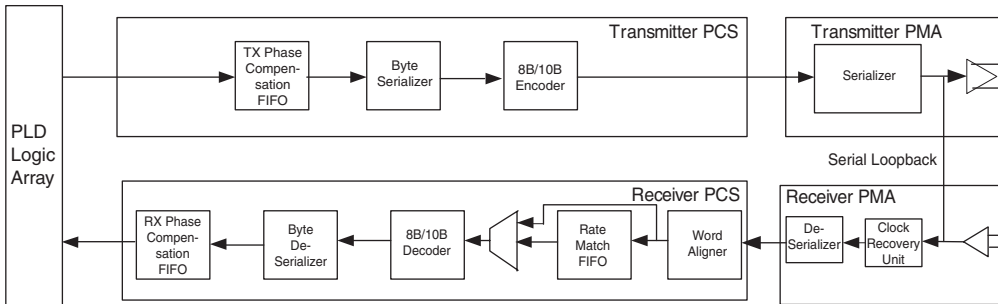 Transmitter PCS
Transmitter PMA
TX Phase
Compen-
sation
FIFO
Byte
Serializer
8B/10B
Encoder
Serializer
PLD
Logic
Array
Serial Loopback
Receiver PCS
Receiver PMA
RX Phase
Compen-
sation
FIFO
Byte
De-
Serializer
8B/10B
Decoder
Rate
Match
FIFO
Word
Aligner
De-
Serializer
Clock
Recovery
Unit